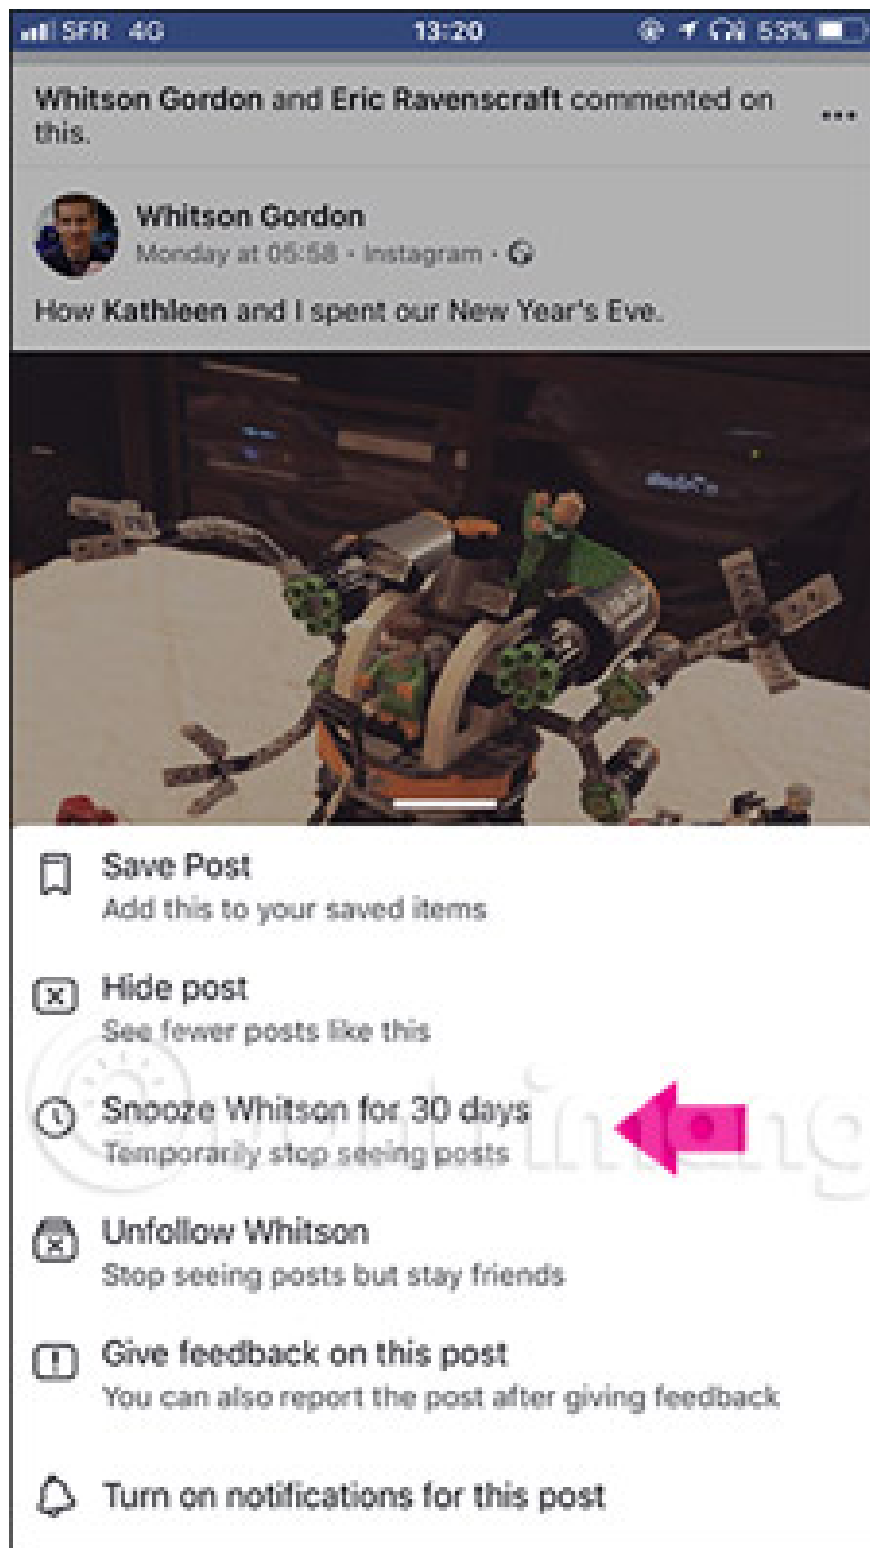 SFR 4G 13:20 53%
Whitson Gordon and Eric Ravenscraft commented on
this.
Whitson Gordon
Monday at 05:58 · Instagram ·
How Kathleen and I spent our New Year's Eve.
Save Post
Add this to your saved items
Hide post
See fewer posts like this
Snooze Whitson for 30 days
Temporarily stop seeing posts
Unfollow Whitson
Stop seeing posts but stay friends
Give feedback on this post
You can also report the post after giving feedback
Turn on notifications for this post